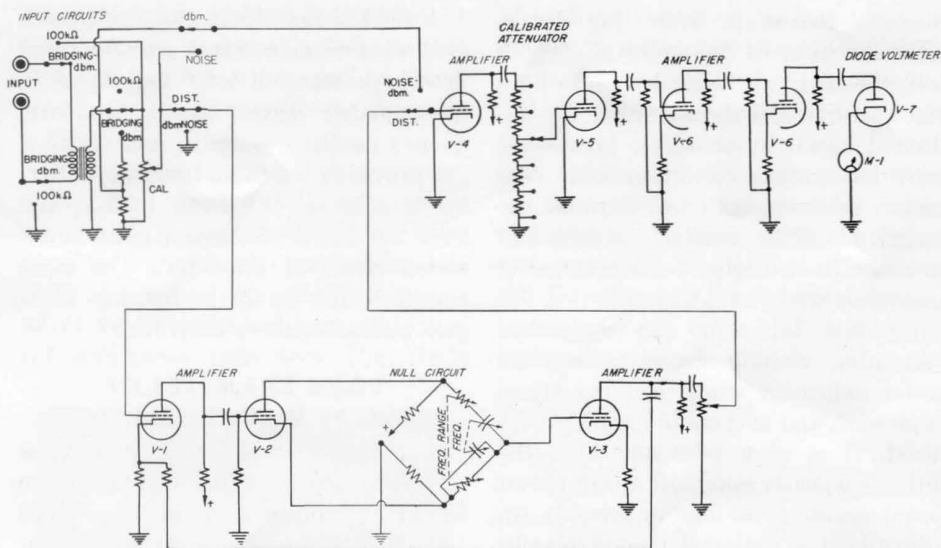 INPUT CIRCUITS
dbm.
100kΩ
BRIDGING
dbm.
NOISE
INPUT
100kΩ
BRIDGING
dbm
DIST.
dbm
NOISE
BRIDGING
dbm.
100kΩ
CAL
NOISE
dbm.
DIST.
AMPLIFIER
V-4
CALIBRATED
ATTENUATOR
AMPLIFIER
V-5
V-6
V-6
DIODE VOLTMETER
V-7
M-1
AMPLIFIER
V-1
V-2
NULL CIRCUIT
+
FREQ. RANGE
FREQ.
AMPLIFIER
V-3